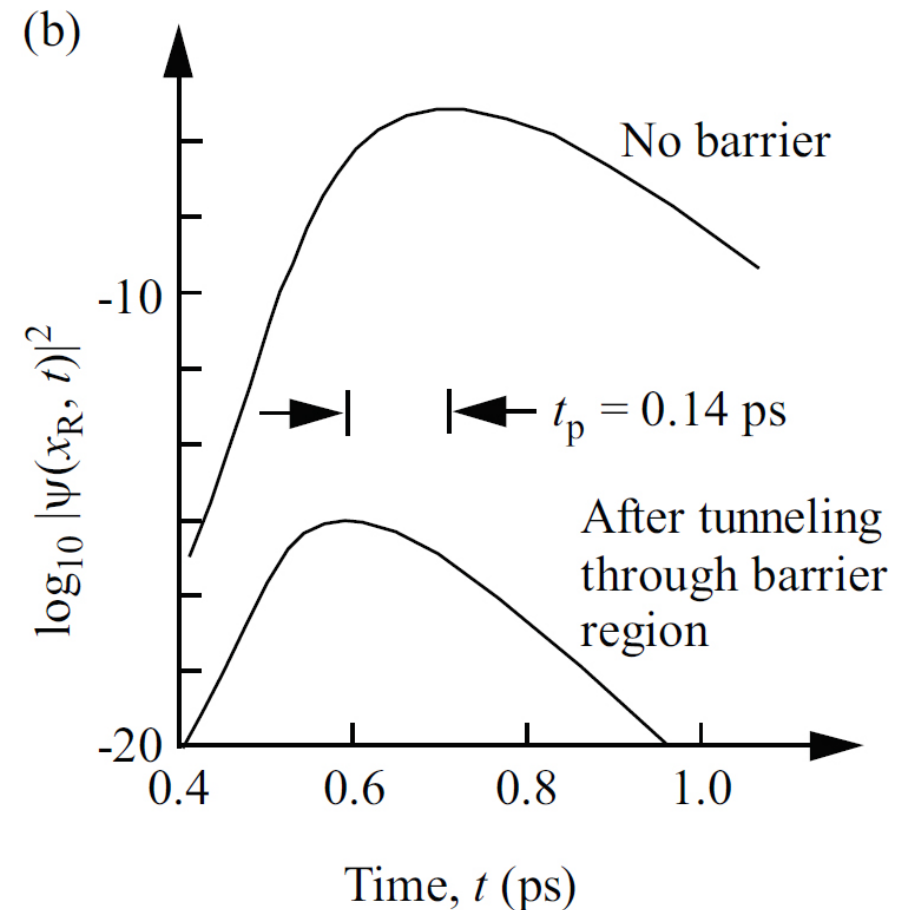 (b)
No barrier
-10
t_p = 0.14 ps
After tunneling
through barrier
region
log₁₀ |ψ(x_R, t)|²
-20
0.4 0.6 0.8 1.0
Time, t (ps)